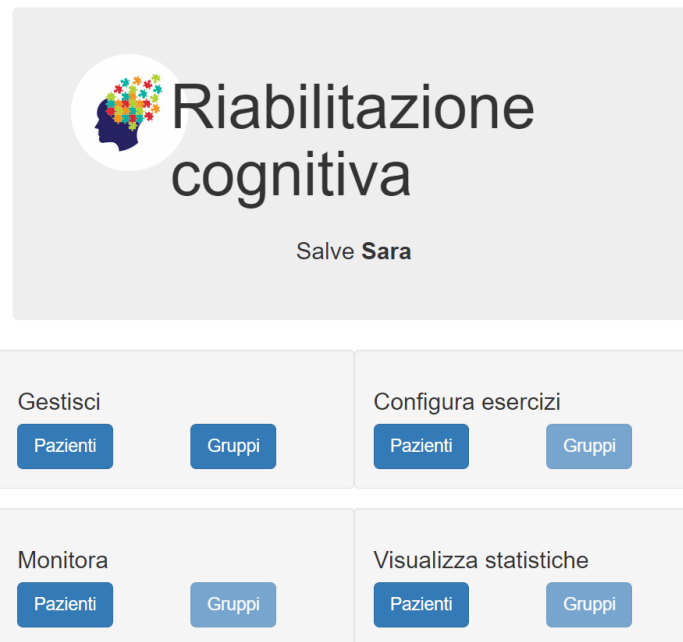 Riabilitazione
cognitiva
Salve Sara
Gestisci
Pazienti
Gruppi
Configura esercizi
Pazienti
Gruppi
Monitora
Pazienti
Gruppi
Visualizza statistiche
Pazienti
Gruppi